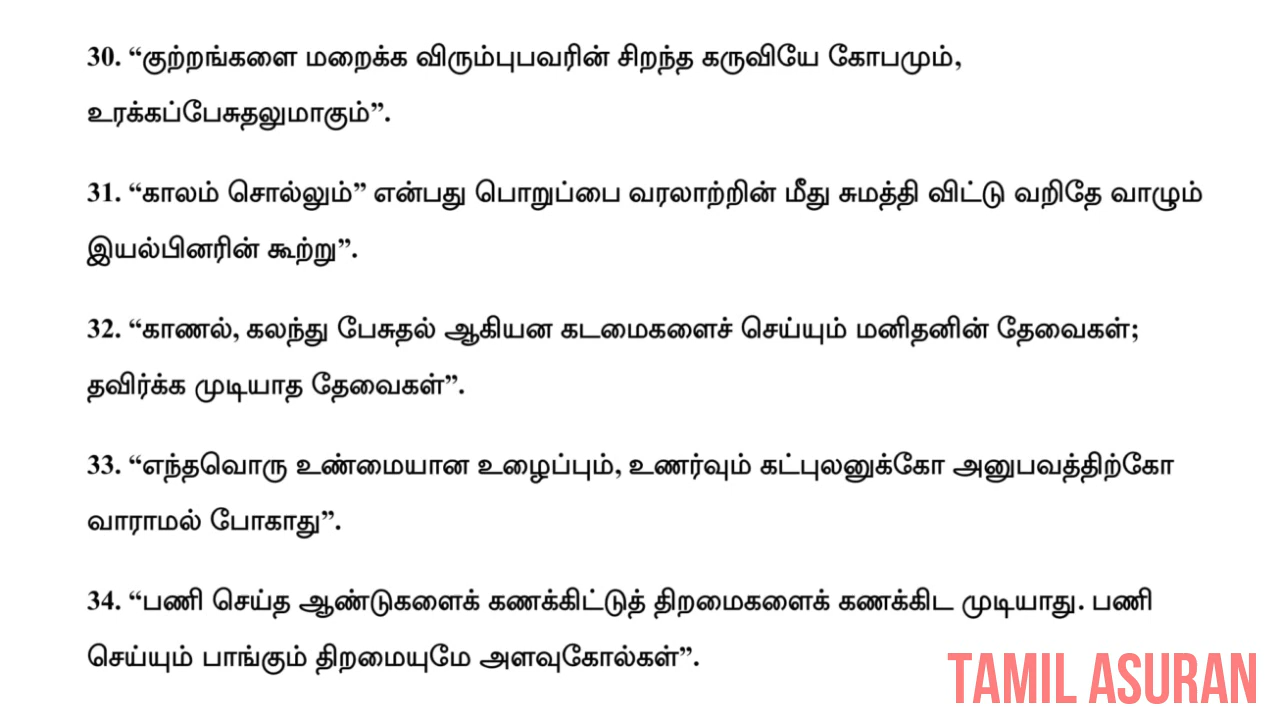 30. “குற்றங்களை மறைக்க விரும்புபவரின் சிறந்த கருவியே கோபமும்,
உரக்கப்பேசுதலுமாகும்”.
31. “காலம் சொல்லும்” என்பது பொறுப்பை வரலாற்றின் மீது சுமத்தி விட்டு வறிதே வாழும்
இயல்பினரின் கூற்று”.
32. “காணல், கலந்து பேசுதல் ஆகியன கடமைகளைச் செய்யும் மனிதனின் தேவைகள்;
தவிர்க்க முடியாத தேவைகள்”.
33. “எந்தவொரு உண்மையான உழைப்பும், உணர்வும் கட்புலனுக்கோ அனுபவத்திற்கோ
வாராமல் போகாது”.
34. “பணி செய்த ஆண்டுகளைக் கணக்கிட்டுத் திறமைகளைக் கணக்கிட முடியாது. பணி
செய்யும் பாங்கும் திறமையுமே அளவுகோல்கள்”.
TAMIL ASURAN